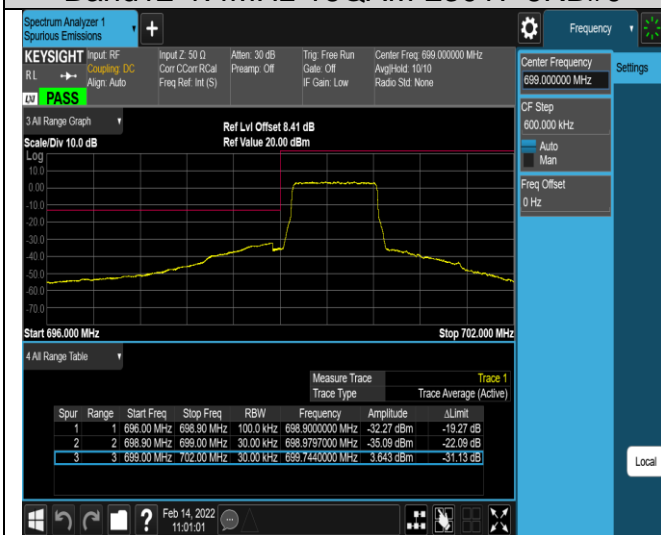 Spectrum Analyzer 1
Spurious Emissions
Frequency
KEYSIGHT
Input: RF
Coupling: DC
Align: Auto
Input Z: 50 Ω
Corr CCorr RCal
Freq Ref: Int (S)
Atten: 30 dB
Preamp: Off
Trig: Free Run
Gate: Off
IF Gain: Low
Center Freq: 699.000000 MHz
Avg|Hold: 10/10
Radio Std: None
RL
LXI PASS
Center Frequency
699.000000 MHz
Settings
CF Step
600.000 kHz
Auto
Man
Freq Offset
0 Hz
3 All Range Graph
Scale/Div 10.0 dB
Ref Lvl Offset 8.41 dB
Ref Value 20.00 dBm
Log
10.0
0.00
-10.0
-20.0
-30.0
-40.0
-50.0
-60.0
-70.0
Start 696.000 MHz
Stop 702.000 MHz
4 All Range Table
Measure Trace Trace 1
Trace Type Trace Average (Active)
Spur Range Start Freq Stop Freq RBW Frequency Amplitude ΔLimit
1 1 696.00 MHz 698.90 MHz 100.0 kHz 698.9000000 MHz -32.27 dBm -19.27 dB
2 2 698.90 MHz 699.00 MHz 30.00 kHz 698.9797000 MHz -35.09 dBm -22.09 dB
3 3 699.00 MHz 702.00 MHz 30.00 kHz 699.7440000 MHz 3.643 dBm -31.13 dB
Local
Feb 14, 2022
11:01:01